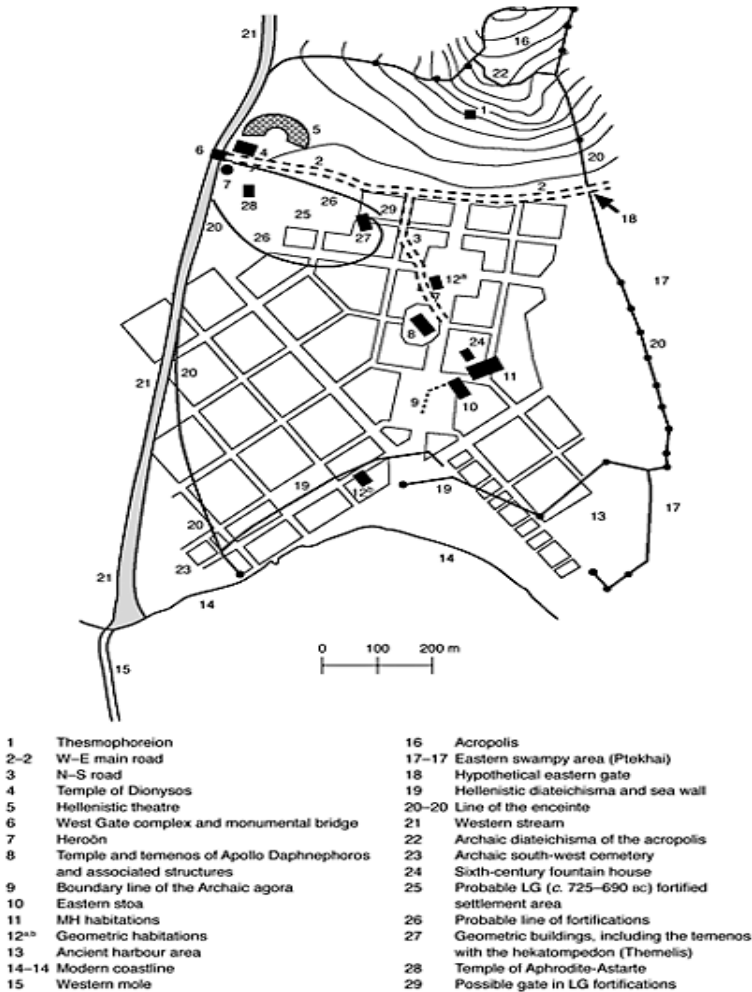 21
16
22
1
5
6
4
2
20
7
2
28
26
29
18
25
20
27
3
26
12ᵃ
17
8
24
20
11
21
20
10
9
19
12ᵇ
19
13
17
20
23
14
21
14
0 100 200 m
15
1 Thesmophoreion
2–2 W–E main road
3 N–S road
4 Temple of Dionysos
5 Hellenistic theatre
6 West Gate complex and monumental bridge
7 Heroön
8 Temple and temenos of Apollo Daphnephoros
and associated structures
9 Boundary line of the Archaic agora
10 Eastern stoa
11 MH habitations
12ᵃ,ᵇ Geometric habitations
13 Ancient harbour area
14–14 Modern coastline
15 Western mole
16 Acropolis
17–17 Eastern swampy area (Ptekhai)
18 Hypothetical eastern gate
19 Hellenistic diateichisma and sea wall
20–20 Line of the enceinte
21 Western stream
22 Archaic diateichisma of the acropolis
23 Archaic south-west cemetery
24 Sixth-century fountain house
25 Probable LG (c. 725–690 BC) fortified
settlement area
26 Probable line of fortifications
27 Geometric buildings, including the temenos
with the hekatompedon (Themelis)
28 Temple of Aphrodite-Astarte
29 Possible gate in LG fortifications